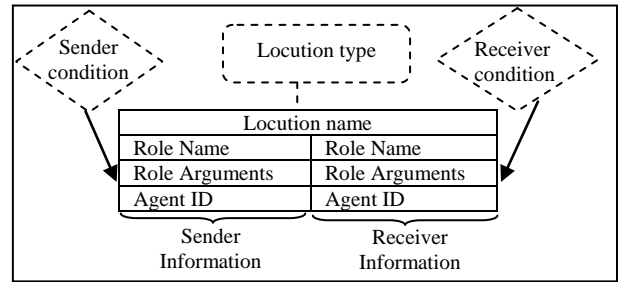 Sender
condition
Locution type
Receiver
condition
Locution name
Role Name Role Name
Role Arguments Role Arguments
Agent ID Agent ID
Sender
Information
Receiver
Information